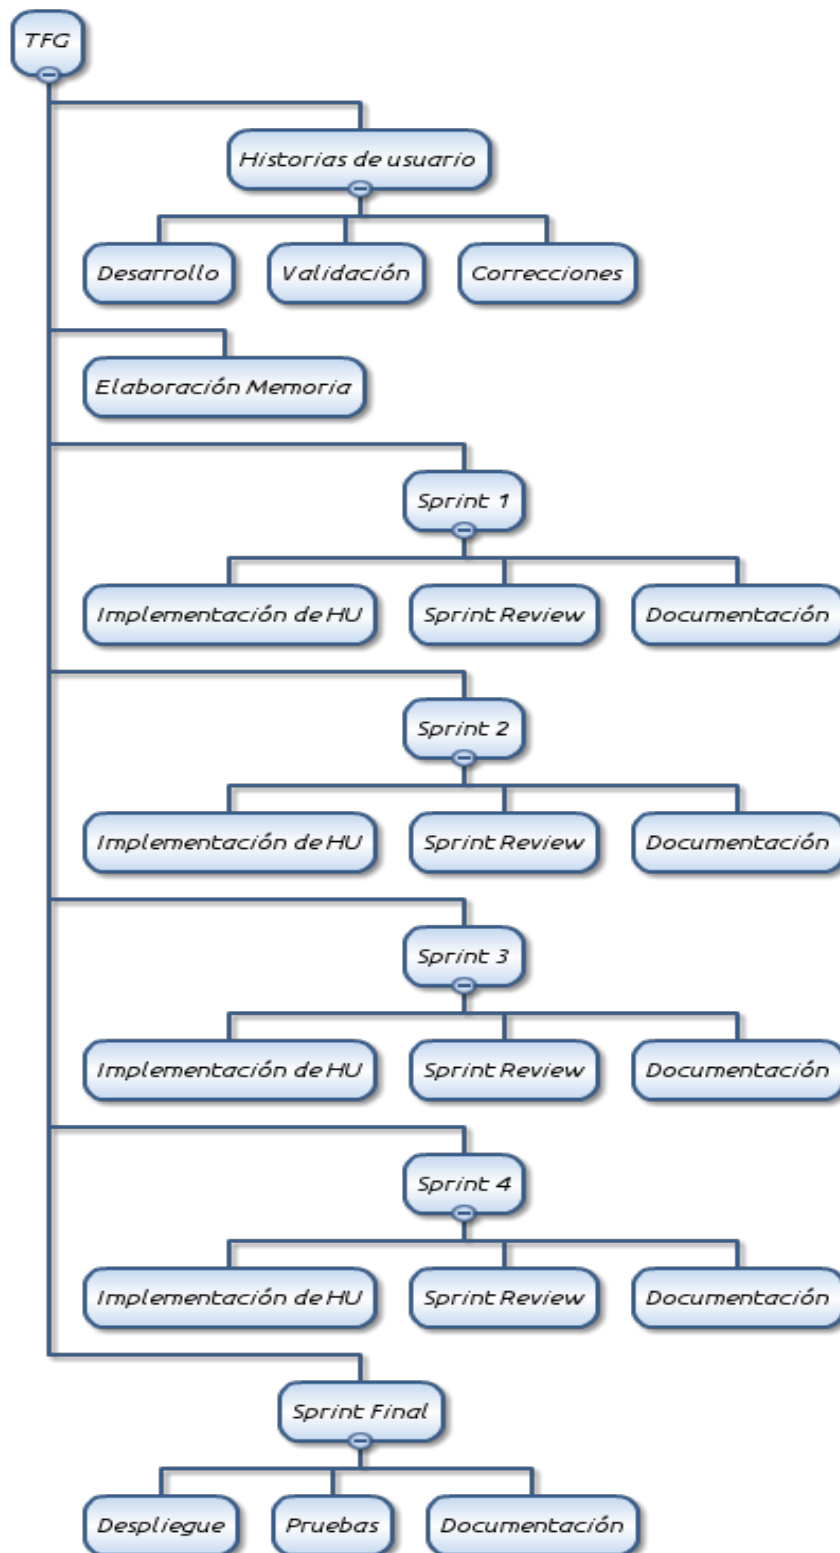 TFG
Historias de usuario
Desarrollo
Validación
Correcciones
Elaboración Memoria
Sprint 1
Implementación de HU
Sprint Review
Documentación
Sprint 2
Implementación de HU
Sprint Review
Documentación
Sprint 3
Implementación de HU
Sprint Review
Documentación
Sprint 4
Implementación de HU
Sprint Review
Documentación
Sprint Final
Despliegue
Pruebas
Documentación